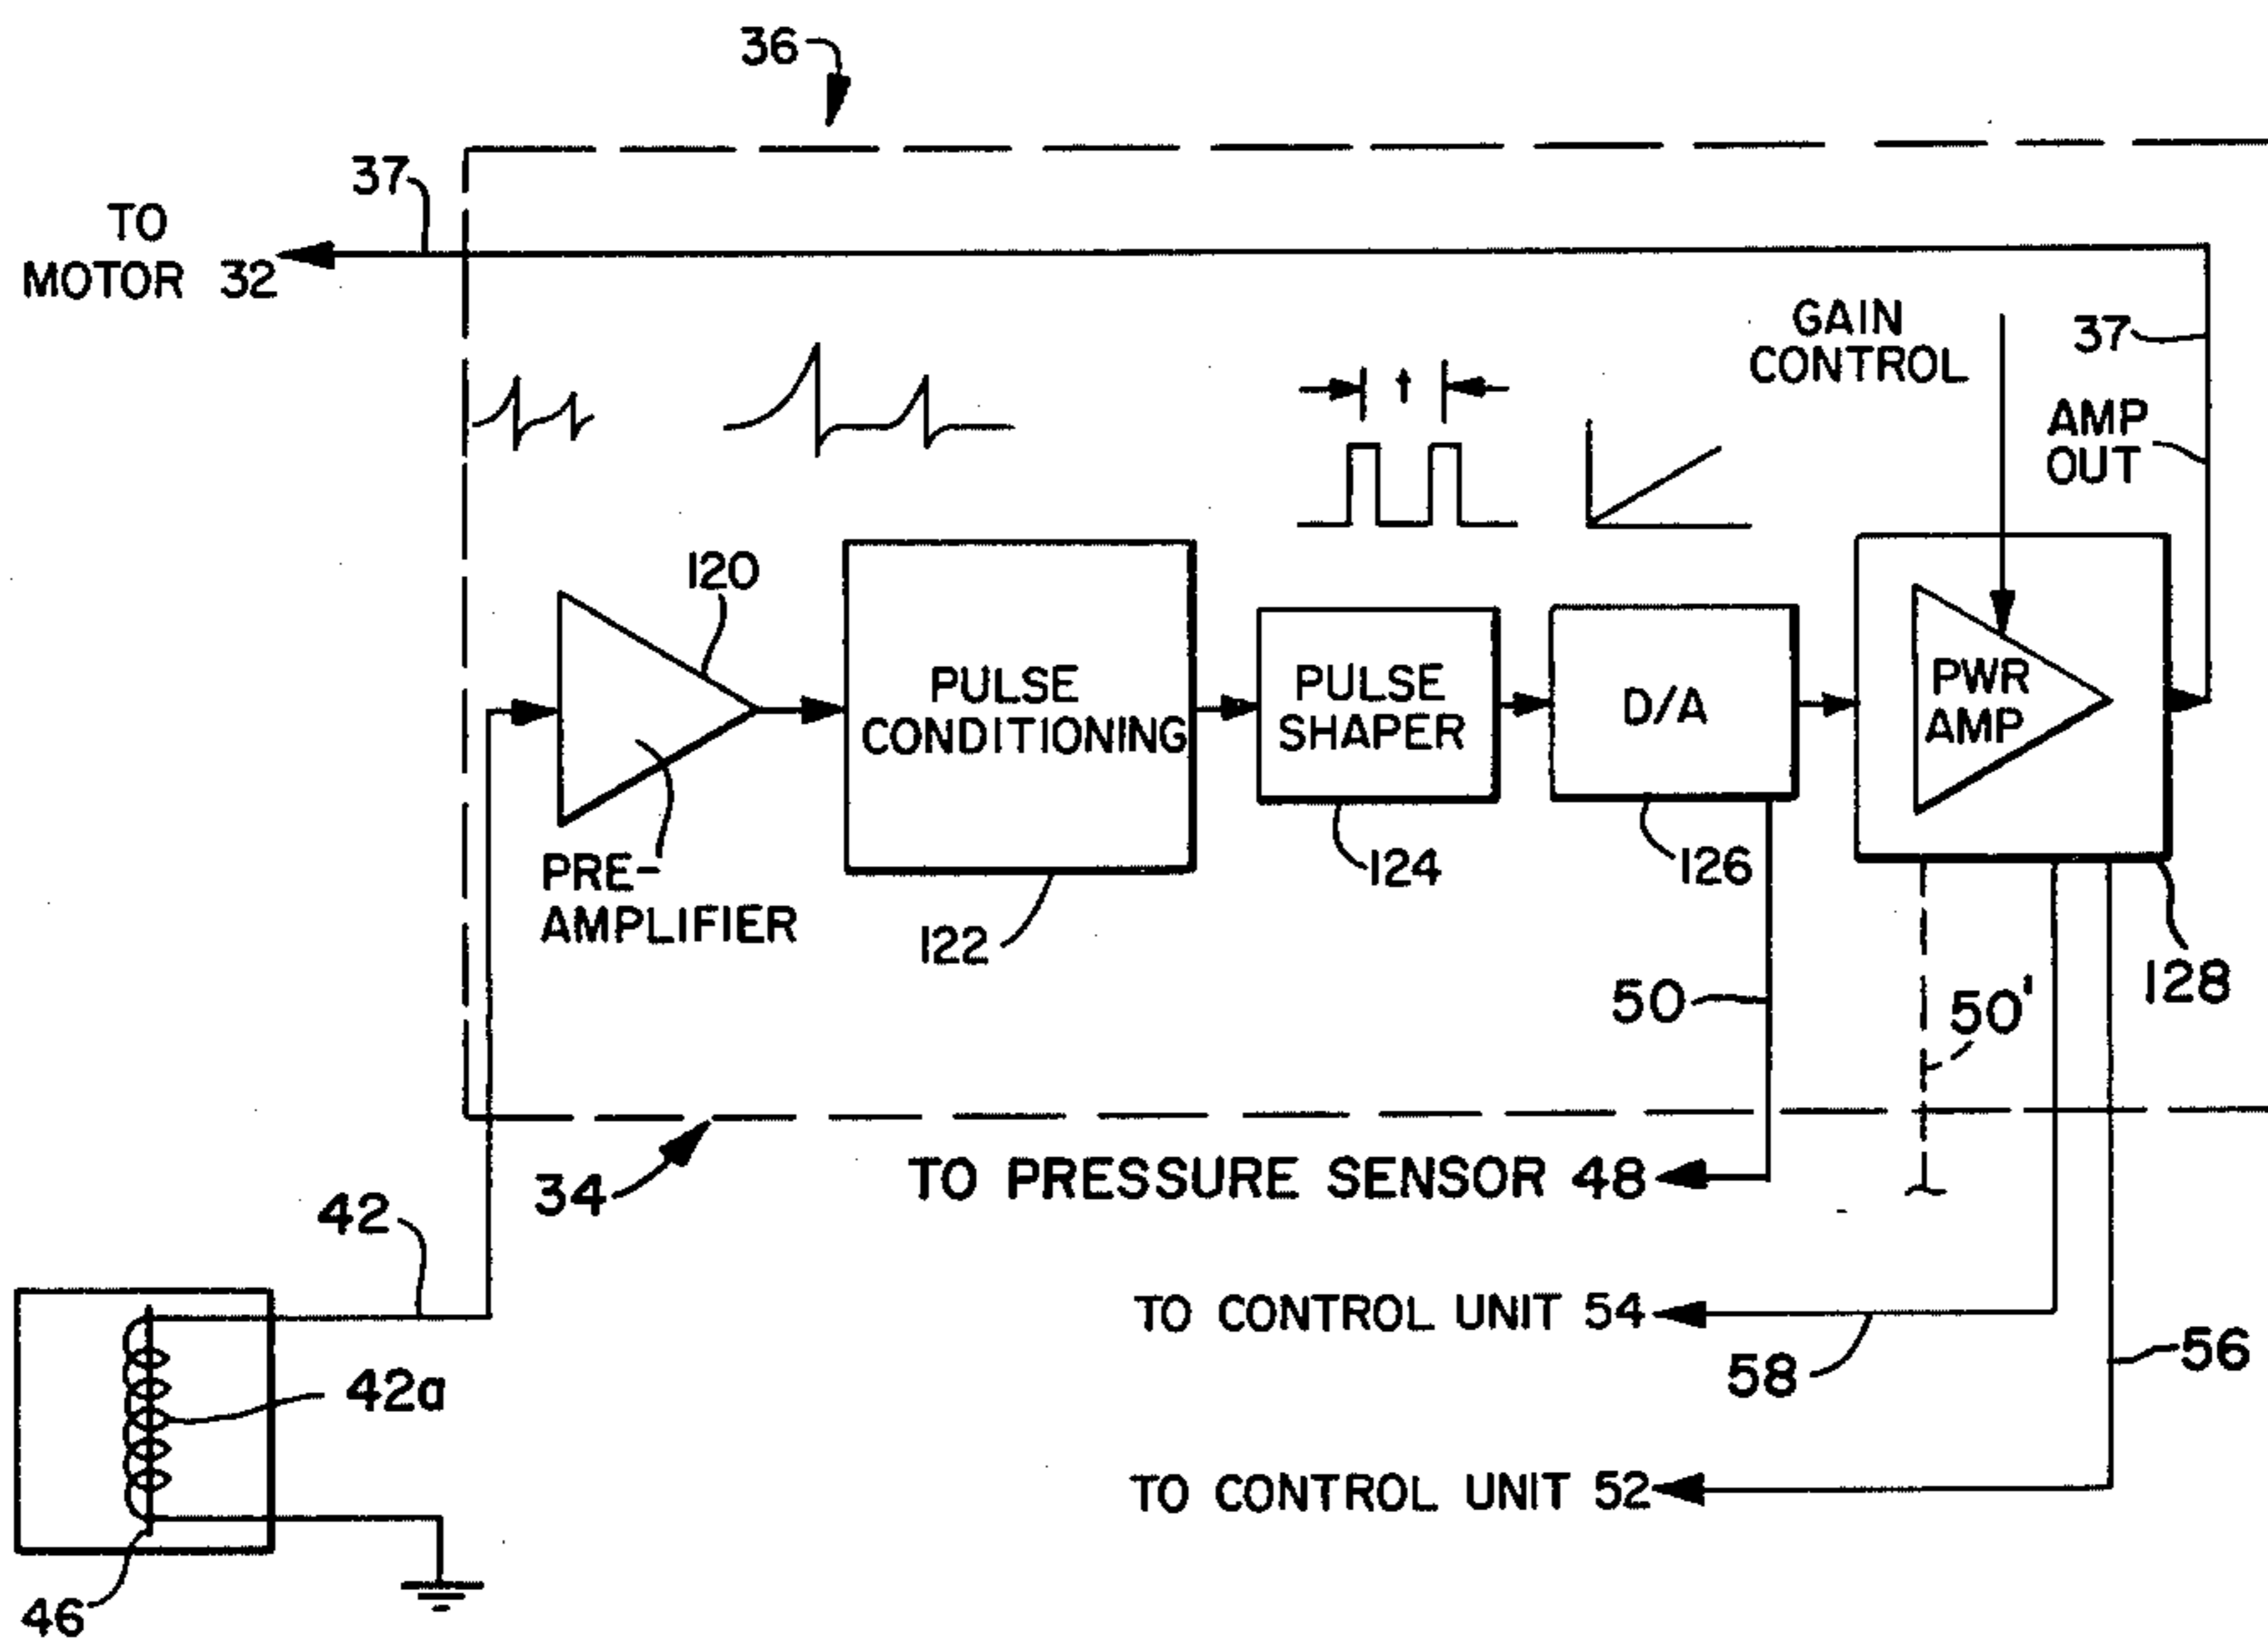 36
37
TO
MOTOR 32
GAIN
CONTROL
37
AMP
OUT
t
120
PRE-
AMPLIFIER
PULSE
CONDITIONING
122
PULSE
SHAPER
124
D/A
126
PWR
AMP
128
50
50'
34
TO PRESSURE SENSOR 48
42
42a
46
TO CONTROL UNIT 54
58
56
TO CONTROL UNIT 52